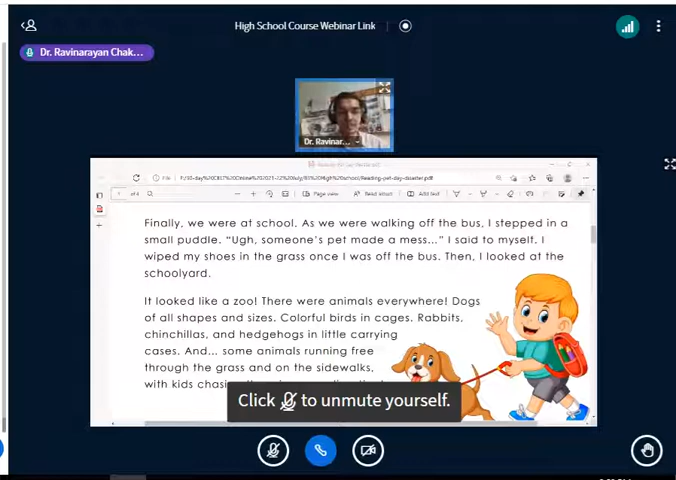 High School Course Webinar Link
Dr. Ravinarayan Chak...
Dr. Ravinar...
File
of 4
Page view
Read aloud
Add text
Finally, we were at school. As we were walking off the bus, I stepped in a
small puddle. “Ugh, someone's pet made a mess...” I said to myself. I
wiped my shoes in the grass once I was off the bus. Then, I looked at the
schoolyard.
It looked like a zoo! There were animals everywhere! Dogs
of all shapes and sizes. Colorful birds in cages. Rabbits,
chinchillas, and hedgehogs in little carrying
cases. And... some animals running free
through the grass and on the sidewalks,
with kids
Click to unmute yourself.